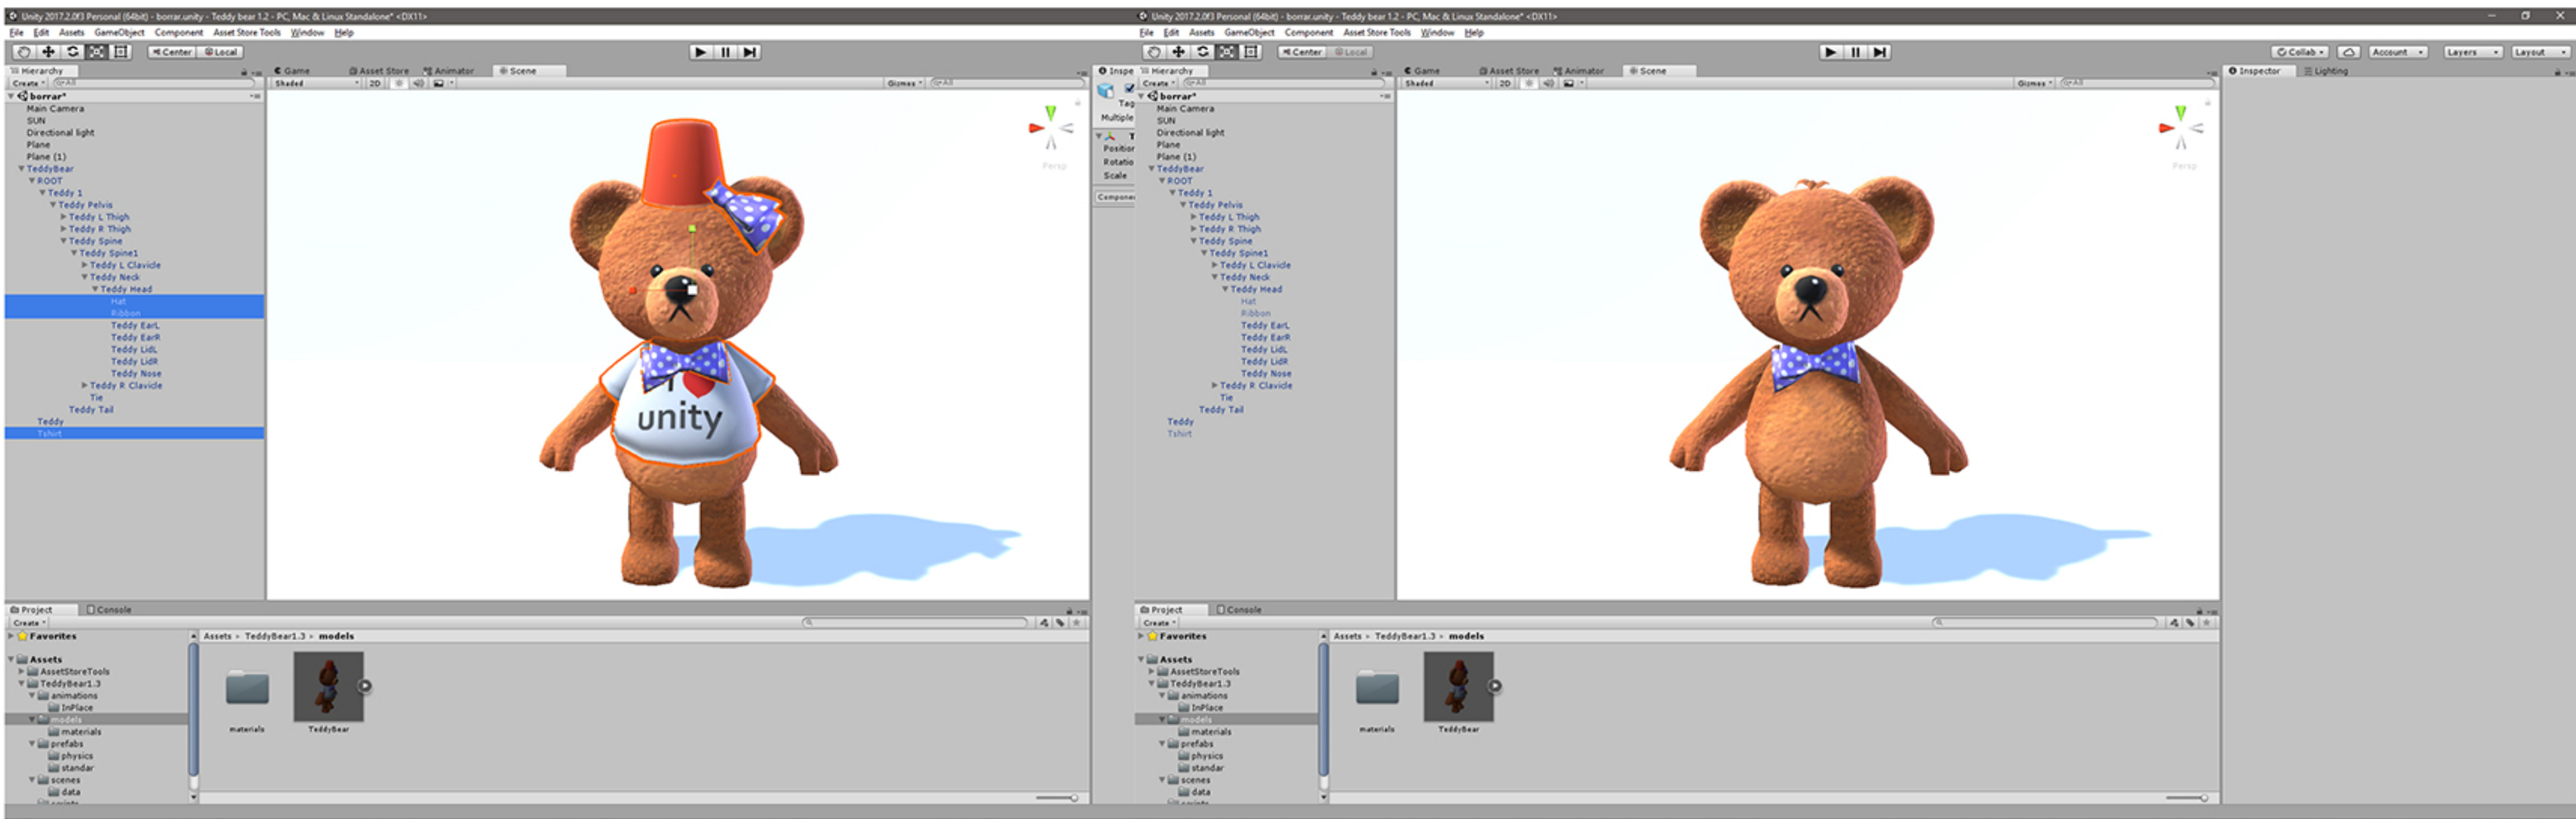 Unity 2017.2.0f3 Personal (64bit) - borrar.unity - Teddy bear 1.2 - PC, Mac & Linux Standalone* <DX11>
File Edit Assets GameObject Component Asset Store Tools Window Help
Center Local
Hierarchy
Create All
borrar*
Main Camera
SUN
Directional light
Plane
Plane (1)
TeddyBear
ROOT
Teddy 1
Teddy Pelvis
Teddy L Thigh
Teddy R Thigh
Teddy Spine
Teddy Spine1
Teddy L Clavicle
Teddy Neck
Teddy Head
Hat
Ribbon
Teddy EarL
Teddy EarR
Teddy LidL
Teddy LidR
Teddy Nose
Teddy R Clavicle
Tie
Teddy Tail
Teddy
Tshirt
Game Asset Store Animator Scene
Shaded 2D Gizmos All
Persp
I
unity
Inspe
Tag
Multiple
T
Positior
Rotatio
Scale
Componer
Project Console
Create
Favorites
Assets
AssetStoreTools
TeddyBear1.3
animations
InPlace
models
materials
prefabs
physics
standar
scenes
data
scripts
Assets TeddyBear1.3 models
materials TeddyBear
Unity 2017.2.0f3 Personal (64bit) - borrar.unity - Teddy bear 1.2 - PC, Mac & Linux Standalone* <DX11>
File Edit Assets GameObject Component Asset Store Tools Window Help
Center Local
Collab Account Layers Layout
Hierarchy
Create All
borrar*
Main Camera
SUN
Directional light
Plane
Plane (1)
TeddyBear
ROOT
Teddy 1
Teddy Pelvis
Teddy L Thigh
Teddy R Thigh
Teddy Spine
Teddy Spine1
Teddy L Clavicle
Teddy Neck
Teddy Head
Hat
Ribbon
Teddy EarL
Teddy EarR
Teddy LidL
Teddy LidR
Teddy Nose
Teddy R Clavicle
Tie
Teddy Tail
Teddy
Tshirt
Game Asset Store Animator Scene
Shaded 2D Gizmos All
Persp
Inspector Lighting
Project Console
Create
Favorites
Assets
AssetStoreTools
TeddyBear1.3
animations
InPlace
models
materials
prefabs
physics
standar
scenes
data
scripts
Assets TeddyBear1.3 models
materials TeddyBear